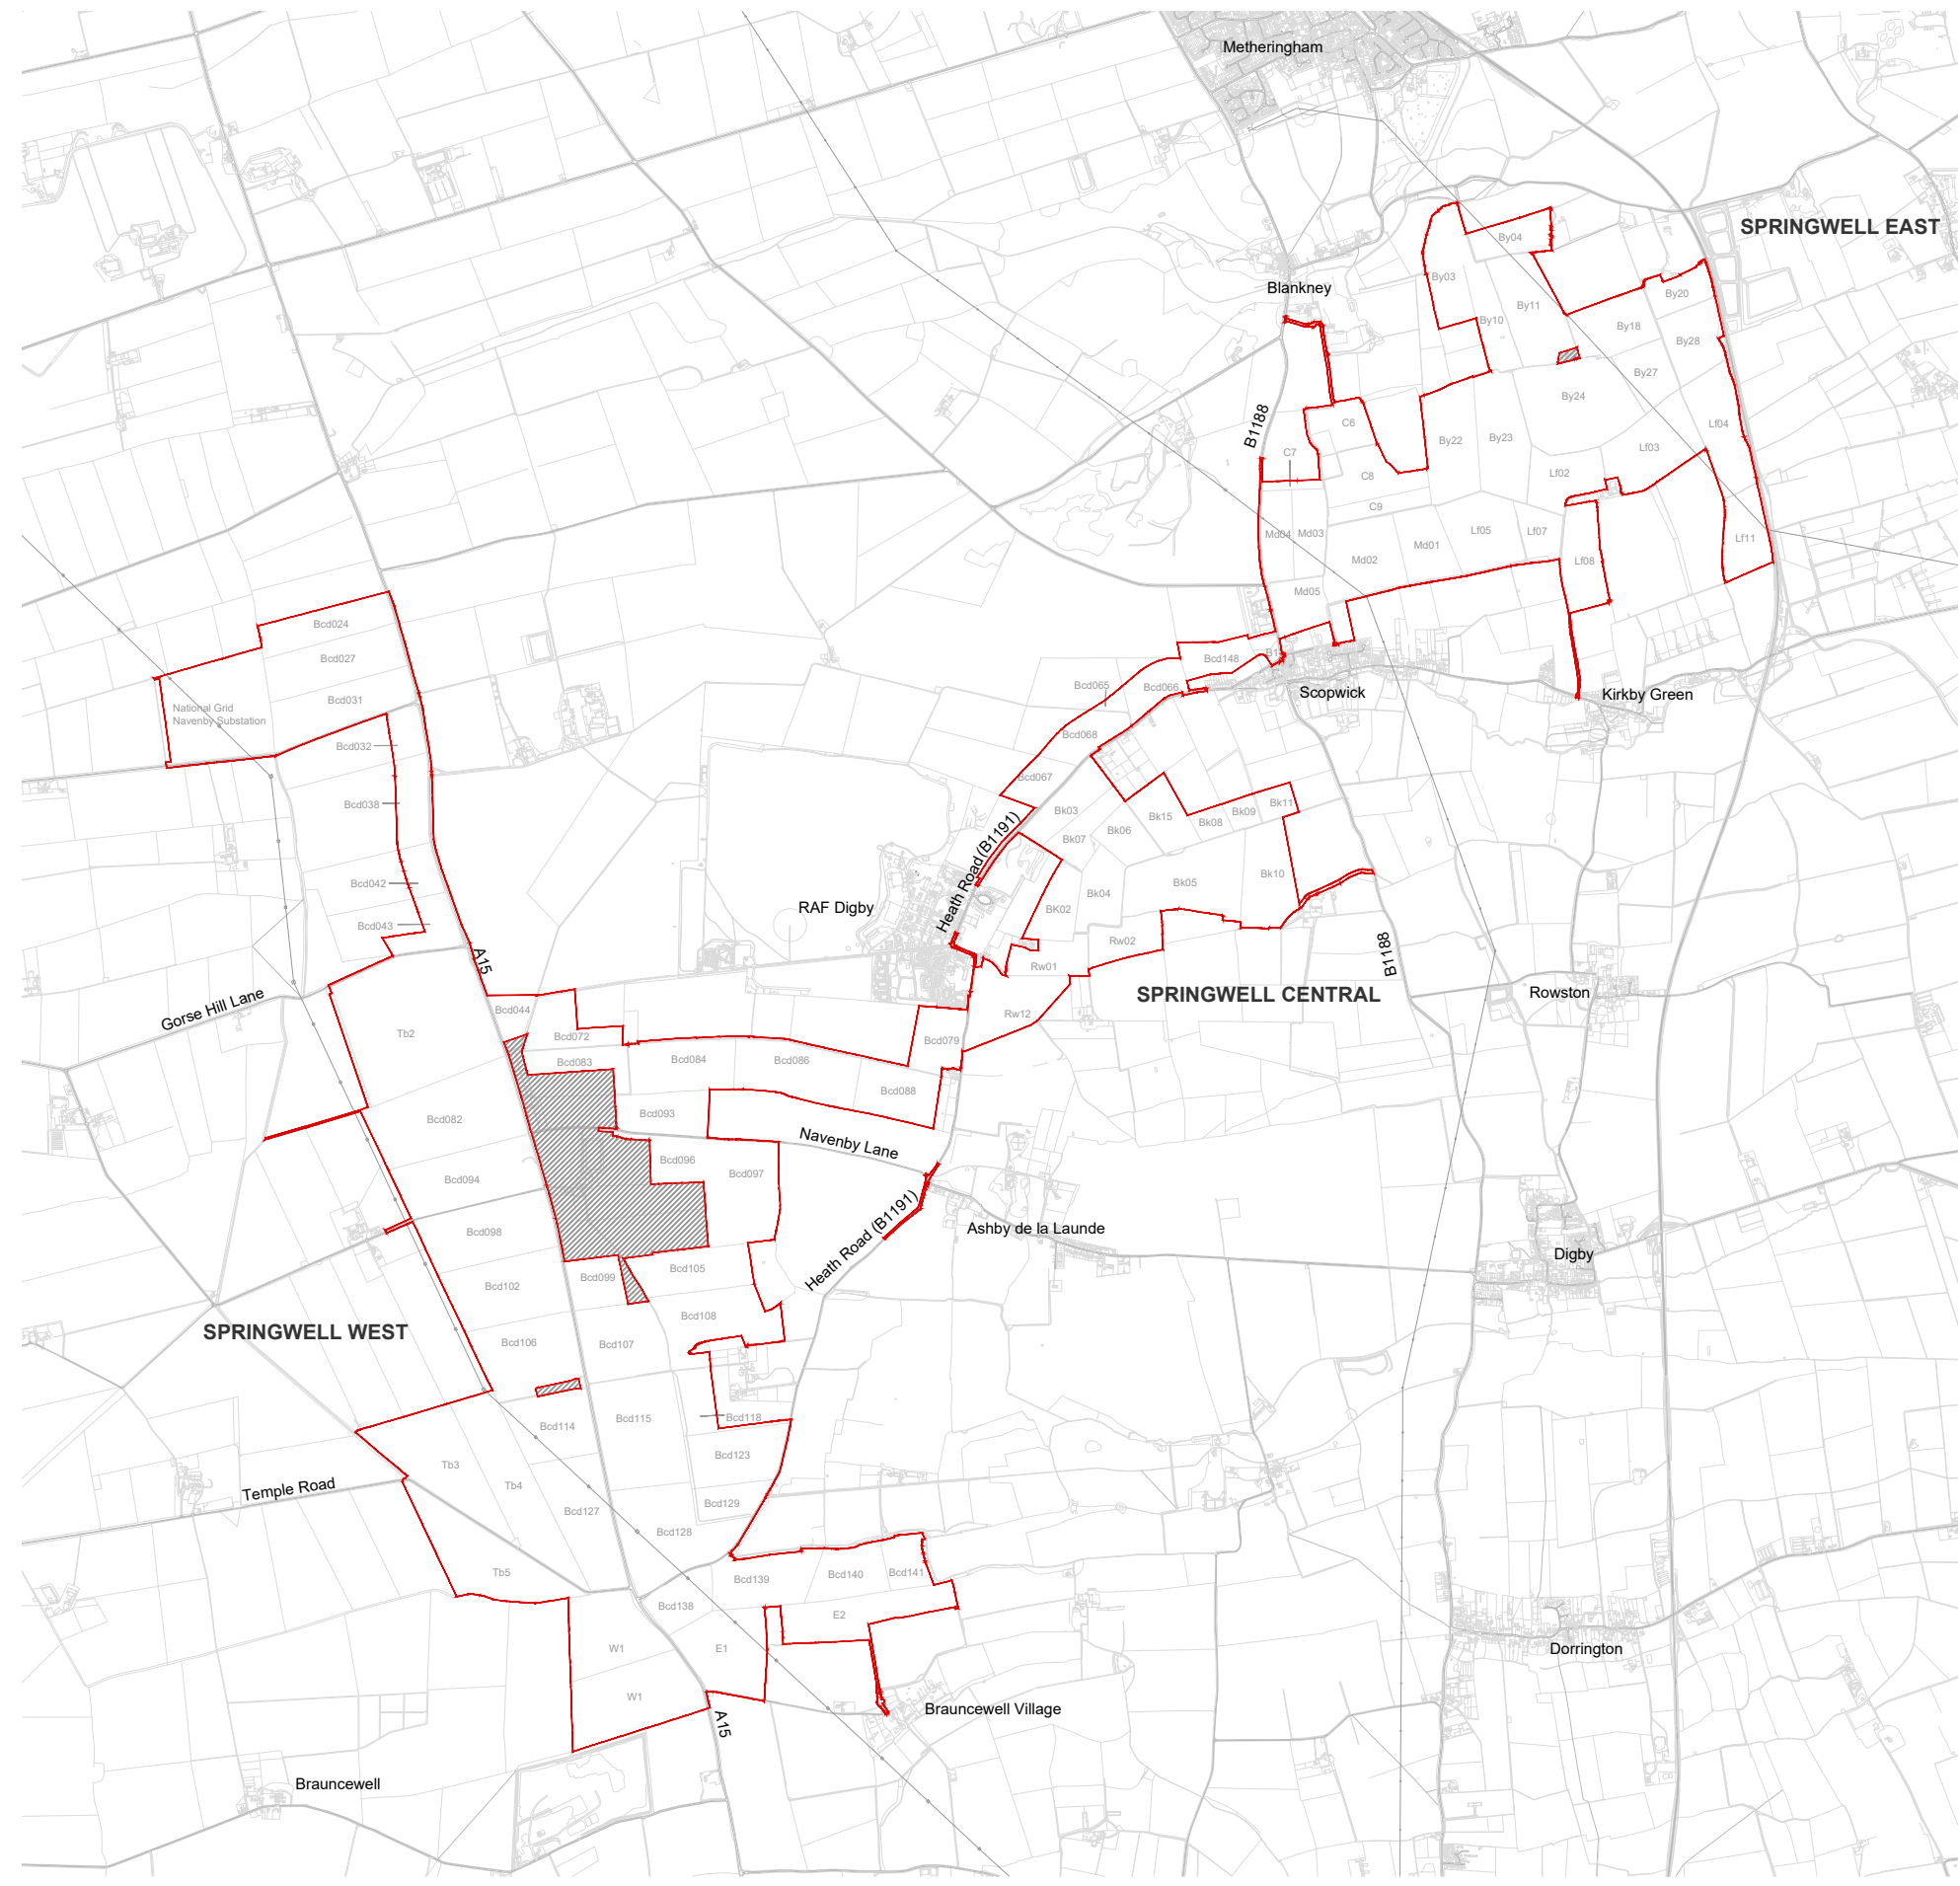 Metheringham
SPRINGWELL EAST
By04
By03
Blankney
By20
By10
By11
By18
By28
By27
By24
B1188
C6
C7
By22
By23
Lf04
Lf03
Lf02
C8
C9
Md04
Md03
Md02
Md01
Lf05
Lf07
Lf08
Lf11
Md05
Bcd024
Bcd027
Bcd031
National Grid
Navenby Substation
Bcd032
Bcd038
Bcd042
Bcd043
Bcd148
Bcd065
Bcd066
Scopwick
Kirkby Green
Bcd068
Bcd067
Bk03
Bk07
Bk06
Bk15
Bk08
Bk09
Bk11
Heath Road (B1191)
Bk04
Bk05
Bk10
BK02
RAF Digby
Rw02
Rw01
Rw12
B1188
SPRINGWELL CENTRAL
Rowston
A15
Gorse Hill Lane
Tb2
Bcd044
Bcd072
Bcd083
Bcd084
Bcd086
Bcd079
Bcd088
Bcd082
Bcd093
Navenby Lane
Bcd094
Bcd096
Bcd097
Heath Road (B1191)
Ashby de la Launde
Digby
Bcd098
Bcd102
Bcd099
Bcd105
Bcd108
SPRINGWELL WEST
Bcd106
Bcd107
Bcd114
Bcd115
Bcd118
Bcd123
Temple Road
Tb3
Tb4
Bcd127
Bcd129
Bcd128
Tb5
Bcd139
Bcd140
Bcd141
Bcd138
E2
E1
W1
W1
Dorrington
A15
Brauncewell Village
Brauncewell